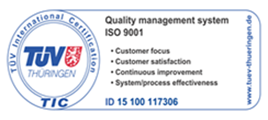 TÜV International Certification
TÜV
THÜRINGEN
TIC
Quality management system
ISO 9001
• Customer focus
• Customer satisfaction
• Continuous improvement
• System/process effectiveness
ID 15 100 117306
www.tuev-thueringen.de